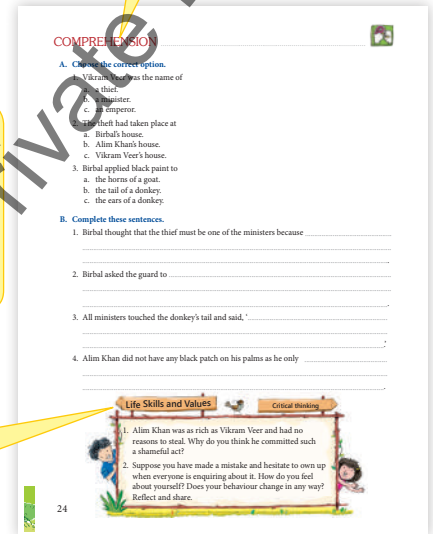 rivate
COMPREHENSION
A. Choose the correct option.
1. Vikram Veer was the name of
a. a thief.
b. a minister.
c. an emperor.
2. The theft had taken place at
a. Birbal's house.
b. Alim Khan's house.
c. Vikram Veer's house.
3. Birbal applied black paint to
a. the horns of a goat.
b. the tail of a donkey.
c. the ears of a donkey.
B. Complete these sentences.
1. Birbal thought that the thief must be one of the ministers because
.
2. Birbal asked the guard to
.
3. All ministers touched the donkey's tail and said, '
.'
4. Alim Khan did not have any black patch on his palms as he only
.
Life Skills and Values
Critical thinking
1. Alim Khan was as rich as Vikram Veer and had no
reasons to steal. Why do you think he committed such
a shameful act?
2. Suppose you have made a mistake and hesitate to own up
when everyone is enquiring about it. How do you feel
about yourself? Does your behaviour change in any way?
Reflect and share.
24